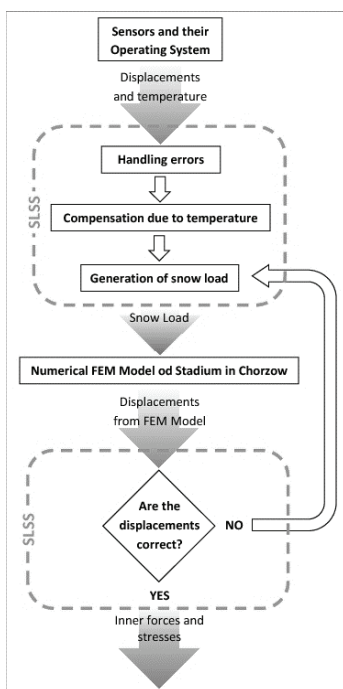 Sensors and their
Operating System
Displacements
and temperature
SLSS
Handling errors
Compensation due to temperature
Generation of snow load
Snow Load
Numerical FEM Model od Stadium in Chorzow
Displacements
from FEM Model
SLSS
Are the
displacements
correct?
NO
YES
Inner forces and
stresses